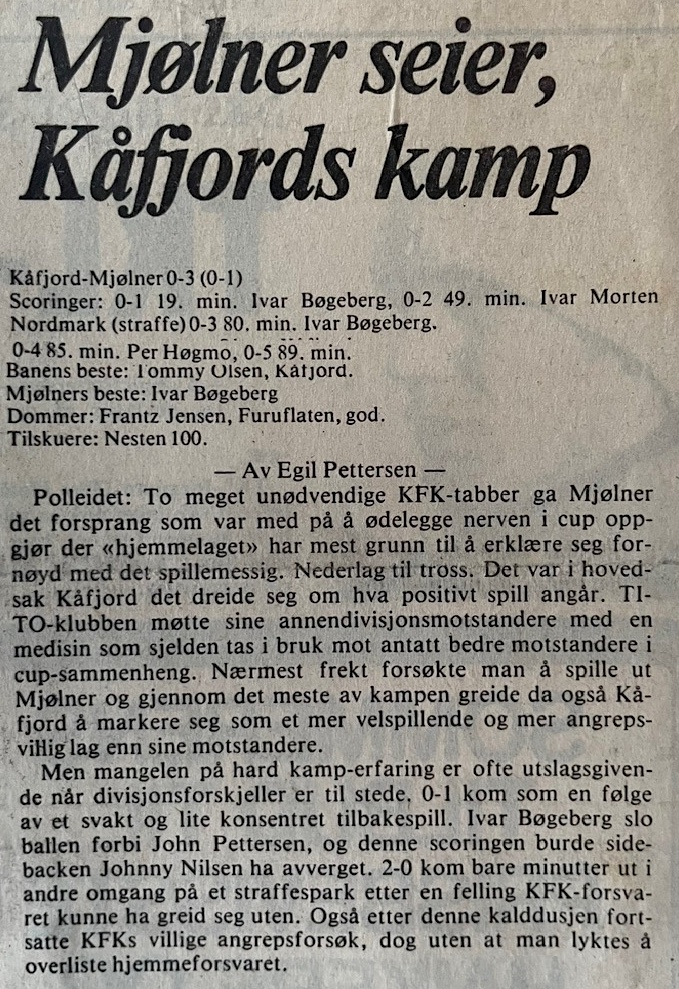 Mjølner seier,
Kåfjords kamp
Kåfjord-Mjølner 0-3 (0-1)
Scoringer: 0-1 19. min. Ivar Bøgeberg, 0-2 49. min. Ivar Morten
Nordmark (straffe) 0-3 80. min. Ivar Bøgeberg.
0-4 85. min. Per Høgmo, 0-5 89. min.
Banens beste: Tommy Olsen, Kåfjord.
Mjølners beste: Ivar Bøgeberg
Dommer: Frantz Jensen, Furuflaten, god.
Tilskuere: Nesten 100.
— Av Egil Pettersen —
Polleidet: To meget unødvendige KFK-tabber ga Mjølner
det forsprang som var med på å ødelegge nerven i cup opp-
gjør der «hjemmelaget» har mest grunn til å erklære seg for-
nøyd med det spillemessig. Nederlag til tross. Det var i hoved-
sak Kåfjord det dreide seg om hva positivt spill angår. TI-
TO-klubben møtte sine annendivisjonsmotstandere med en
medisin som sjelden tas i bruk mot antatt bedre motstandere i
cup-sammenheng. Nærmest frekt forsøkte man å spille ut
Mjølner og gjennom det meste av kampen greide da også Kå-
fjord å markere seg som et mer velspillende og mer angreps-
villig lag enn sine motstandere.
Men mangelen på hard kamp-erfaring er ofte utslagsgiven-
de når divisjonsforskjeller er til stede. 0-1 kom som en følge
av et svakt og lite konsentret tilbakespill. Ivar Bøgeberg slo
ballen forbi John Pettersen, og denne scoringen burde side-
backen Johnny Nilsen ha avverget. 2-0 kom bare minutter ut i
andre omgang på et straffespark etter en felling KFK-forsva-
ret kunne ha greid seg uten. Også etter denne kalddusjen fort-
satte KFKs villige angrepsforsøk, dog uten at man lyktes å
overliste hjemmeforsvaret.